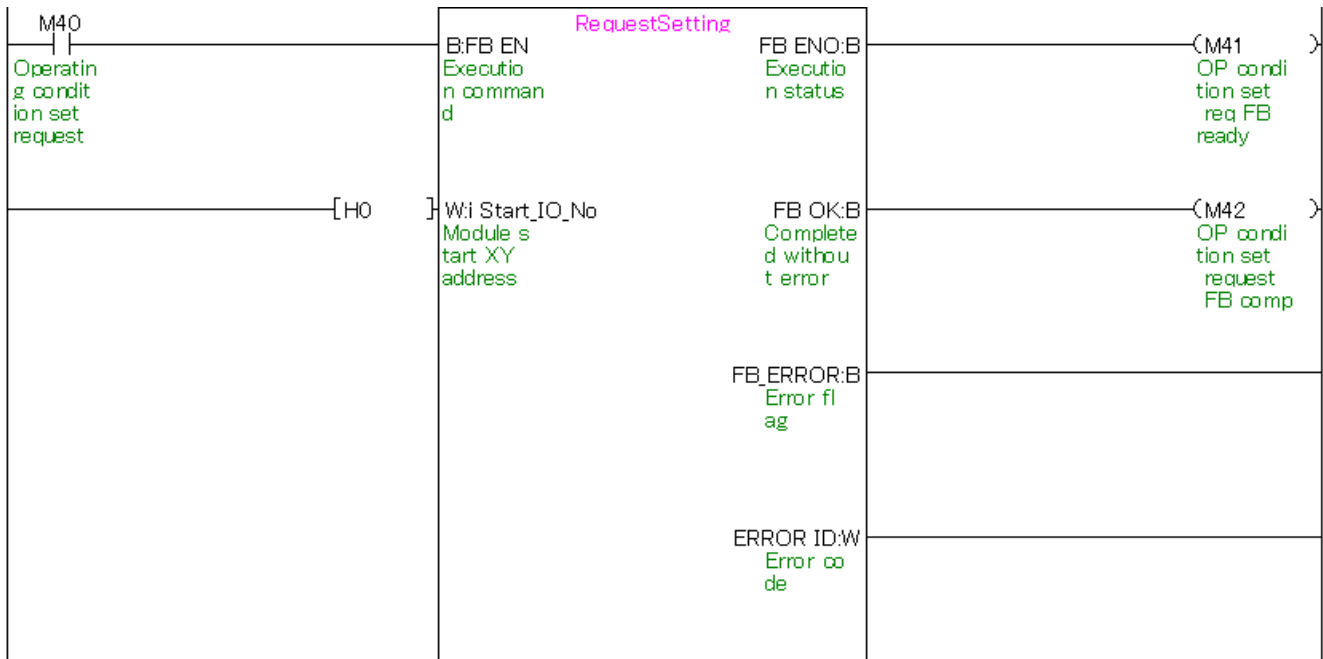 M40
RequestSetting
B:FB EN
FB ENO:B
(M41 )
Operatin
g condit
ion set
request
Executio
n comman
d
Executio
n status
OP condi
tion set
req FB
ready
[H0 ]
W:i Start_IO_No
FB OK:B
(M42 )
Module s
tart XY
address
Complete
d withou
t error
OP condi
tion set
request
FB comp
FB_ERROR:B
Error fl
ag
ERROR ID:W
Error co
de